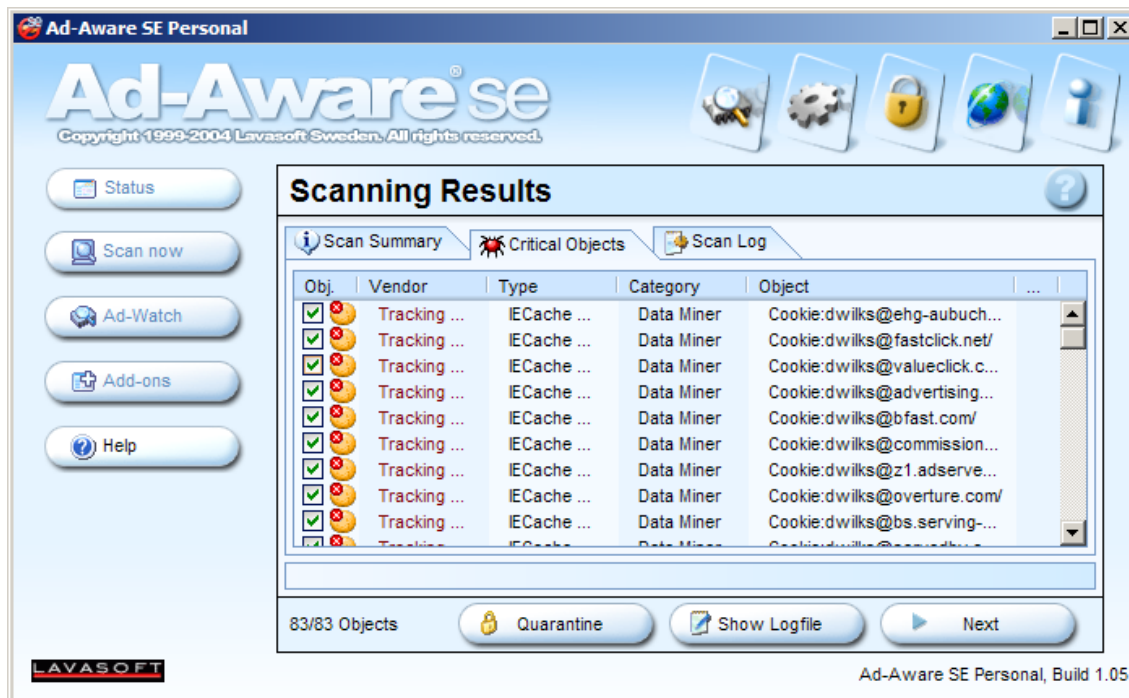 Ad-Aware SE Personal
Ad-Aware® se
Copyright 1999-2004 Lavasoft Sweden. All rights reserved.
Status
Scan now
Ad-Watch
Add-ons
Help
Scanning Results
?
Scan Summary
Critical Objects
Scan Log
Obj. Vendor Type Category Object ...
Tracking ... IECache ... Data Miner Cookie:dwilks@ehg-aubuch...
Tracking ... IECache ... Data Miner Cookie:dwilks@fastclick.net/
Tracking ... IECache ... Data Miner Cookie:dwilks@valueclick.c...
Tracking ... IECache ... Data Miner Cookie:dwilks@advertising...
Tracking ... IECache ... Data Miner Cookie:dwilks@bfast.com/
Tracking ... IECache ... Data Miner Cookie:dwilks@commission...
Tracking ... IECache ... Data Miner Cookie:dwilks@z1.adserve...
Tracking ... IECache ... Data Miner Cookie:dwilks@overture.com/
Tracking ... IECache ... Data Miner Cookie:dwilks@bs.serving-...
83/83 Objects
Quarantine
Show Logfile
Next
LAVASOFT
Ad-Aware SE Personal, Build 1.05